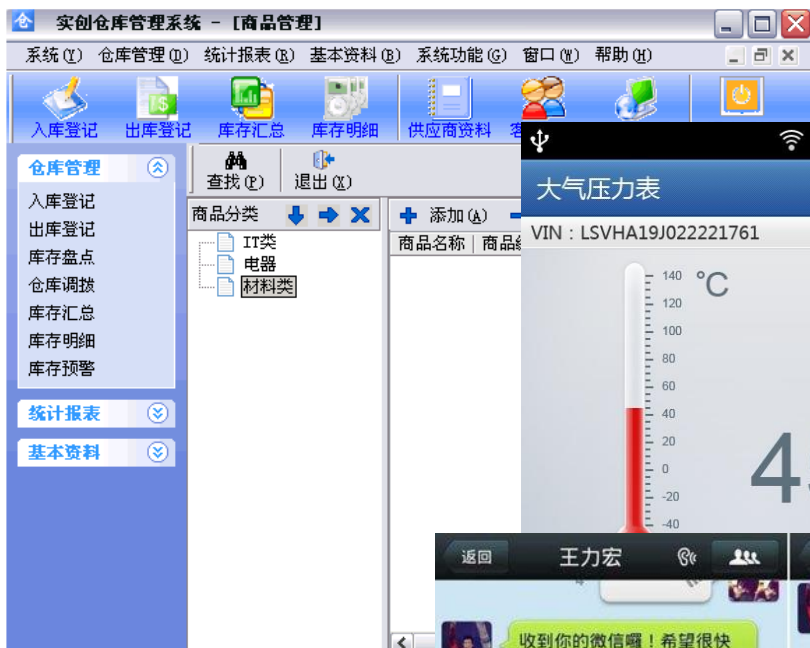 实创仓库管理系统 - [商品管理]
系统(Y) 仓库管理(D) 统计报表(R) 基本资料(B) 系统功能(G) 窗口(W) 帮助(H)
入库登记 出库登记 库存汇总 库存明细 供应商资料
仓库管理
入库登记
出库登记
库存盘点
仓库调拨
库存汇总
库存明细
库存预警
统计报表
基本资料
查找(P) 退出(X)
商品分类
IT类
电器
材料类
添加(A)
商品名称 商品
大气压力表
VIN : LSVHA19J022221761
°C
140
120
100
80
60
40
20
0
-20
-40
4
返回 王力宏
收到你的微信囉！希望很快